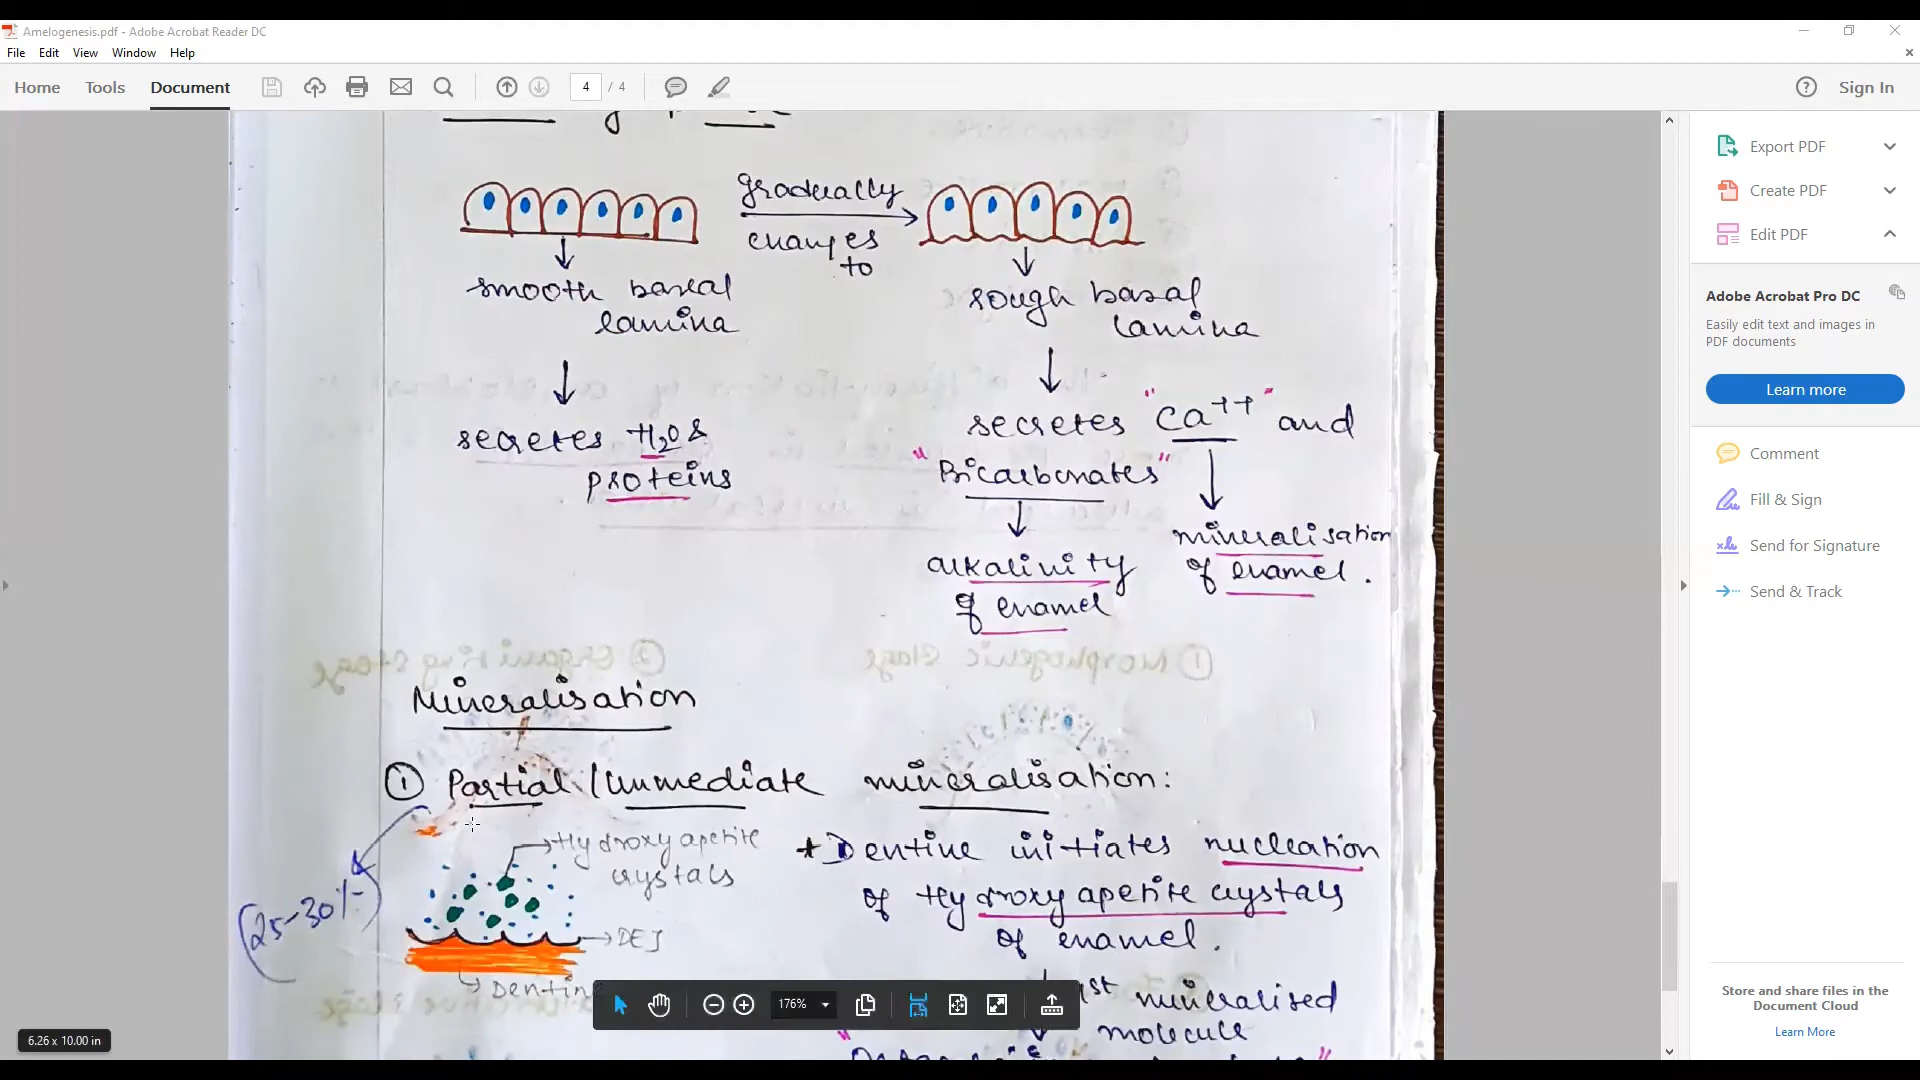 Amelogenesis.pdf - Adobe Acrobat Reader DC
File Edit View Window Help
Home Tools Document 4 / 4 Sign In
gradually
changes
to
smooth basal
lamina
rough basal
lamina
secretes H2O &
proteins
secretes "Ca++" and
"Bicarbonates"
alkalinity
of enamel
mineralisation
of enamel.
Mineralisation
① Partial/Immediate mineralisation:
(25-30%)
Hydroxy apetite
crystals
DEJ
Dentin
* Dentine initiates nucleation
of Hydroxy apetite crystals
of enamel.
1st mineralised
molecule
176%
6.26 x 10.00 in
Export PDF
Create PDF
Edit PDF
Adobe Acrobat Pro DC
Easily edit text and images in
PDF documents
Learn more
Comment
Fill & Sign
Send for Signature
Send & Track
Store and share files in the
Document Cloud
Learn More